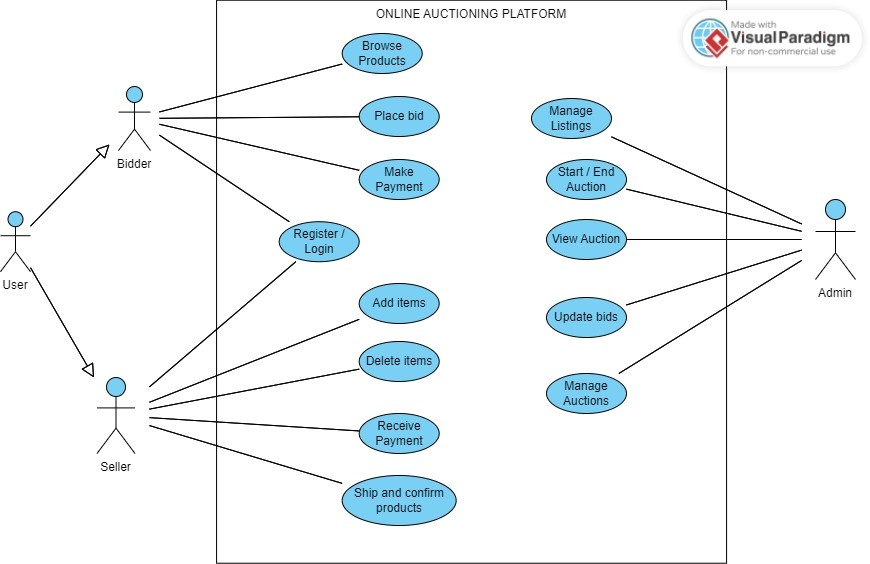 ONLINE AUCTIONING PLATFORM
Made with
VisualParadigm
For non-commercial use
Browse
Products
Place bid
Make
Payment
Register /
Login
Add items
Delete items
Receive
Payment
Ship and confirm
products
Manage
Listings
Start / End
Auction
View Auction
Update bids
Manage
Auctions
Bidder
User
Seller
Admin